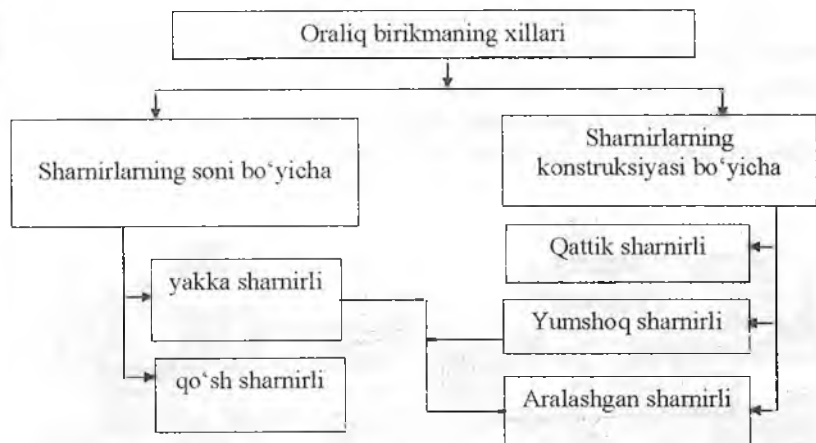 Oraliq birikmaning xillari
Sharnirlarning soni bo‘yicha
Sharnirlarning
konstruksiyasi bo‘yicha
yakka sharnirli
qo‘sh sharnirli
Qattik sharnirli
Yumshoq sharnirli
Aralashgan sharnirli